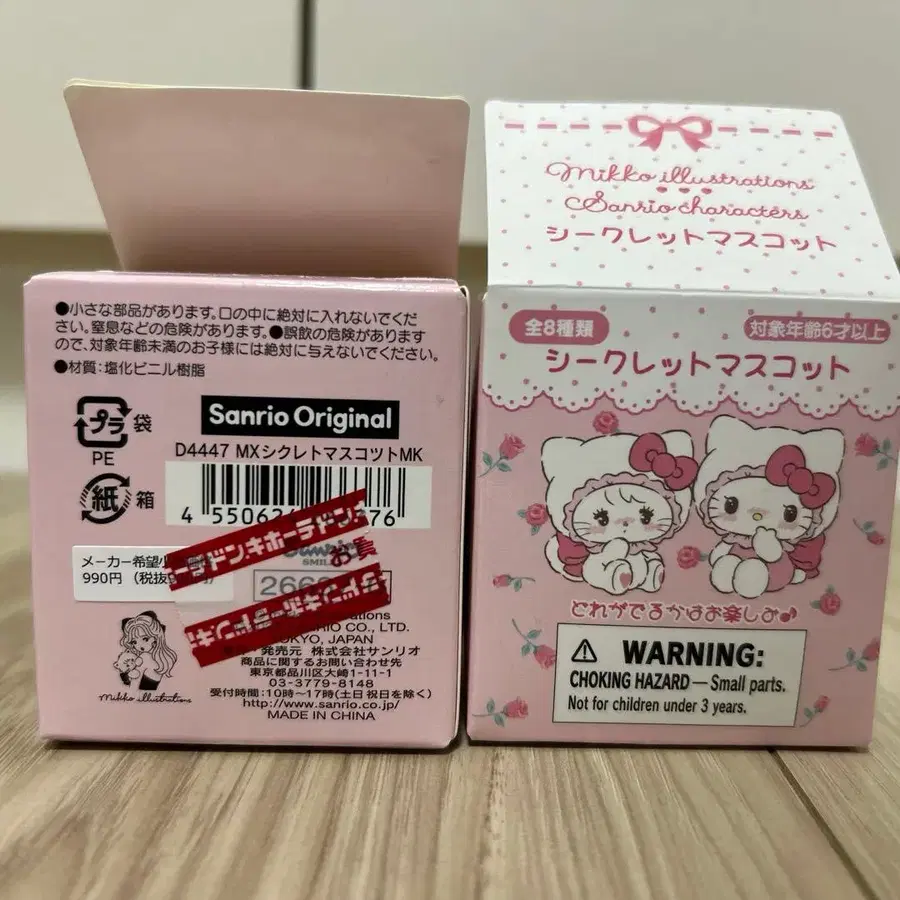 ●小さな部品があります。口の中に絶対に入れないでくだ
さい。窒息などの危険があります。●誤飲の危険があります
ので、対象年齢未満のお子様には絶対に与えないでください。
●材質:塩化ビニル樹脂
プラ 袋
PE
紙 箱
Sanrio Original
D4447 MXシクレトマスコツトMK
4 55062
76
メーカー希望小
990円 (税抜
ドンキホーテ
Sanrio
SMILE
mikko illustrations
CO., LTD.
TOKYO, JAPAN
発売元 株式会社サンリオ
商品に関するお問い合わせ先
東京都品川区大崎1-11-1
03-3779-8148
受付時間:10時〜17時(土日祝日を除く)
http://www.sanrio.co.jp/
MADE IN CHINA
mikko illustrations
Sanrio characters
シークレットマスコット
全8種類
対象年齢6才以上
シークレットマスコット
どれがでるかはお楽しみ♪
WARNING:
CHOKING HAZARD — Small parts.
Not for children under 3 years.